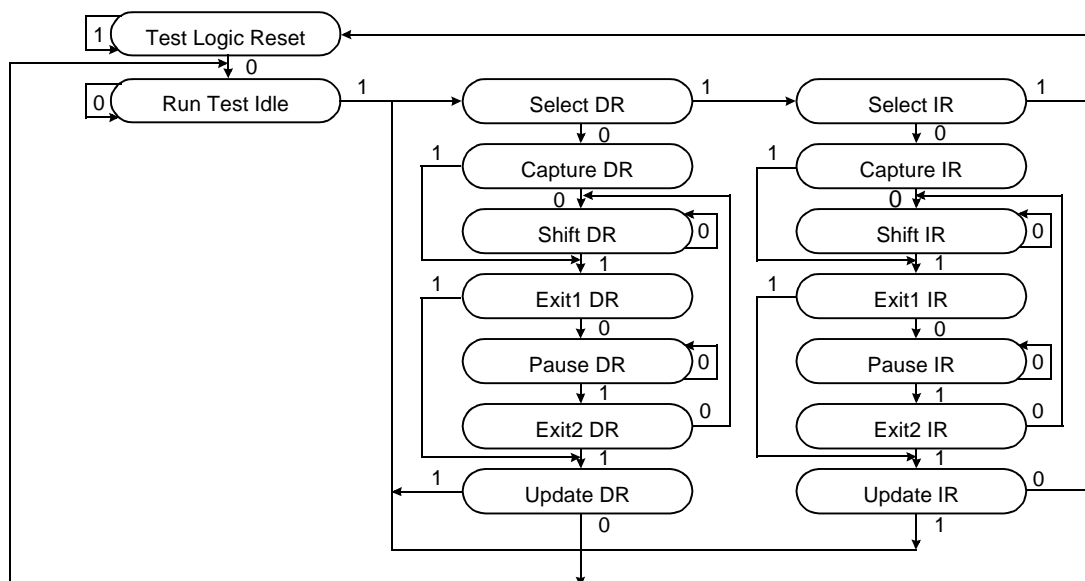 1 Test Logic Reset
0
0 Run Test Idle 1 Select DR 1 Select IR 1
0 0
1 Capture DR 1 Capture IR
0 0
Shift DR 0 Shift IR 0
1 1
1 Exit1 DR 1 Exit1 IR
0 0
Pause DR 0 Pause IR 0
1 1
Exit2 DR 0 Exit2 IR 0
1 1
1 Update DR Update IR 0
0 1